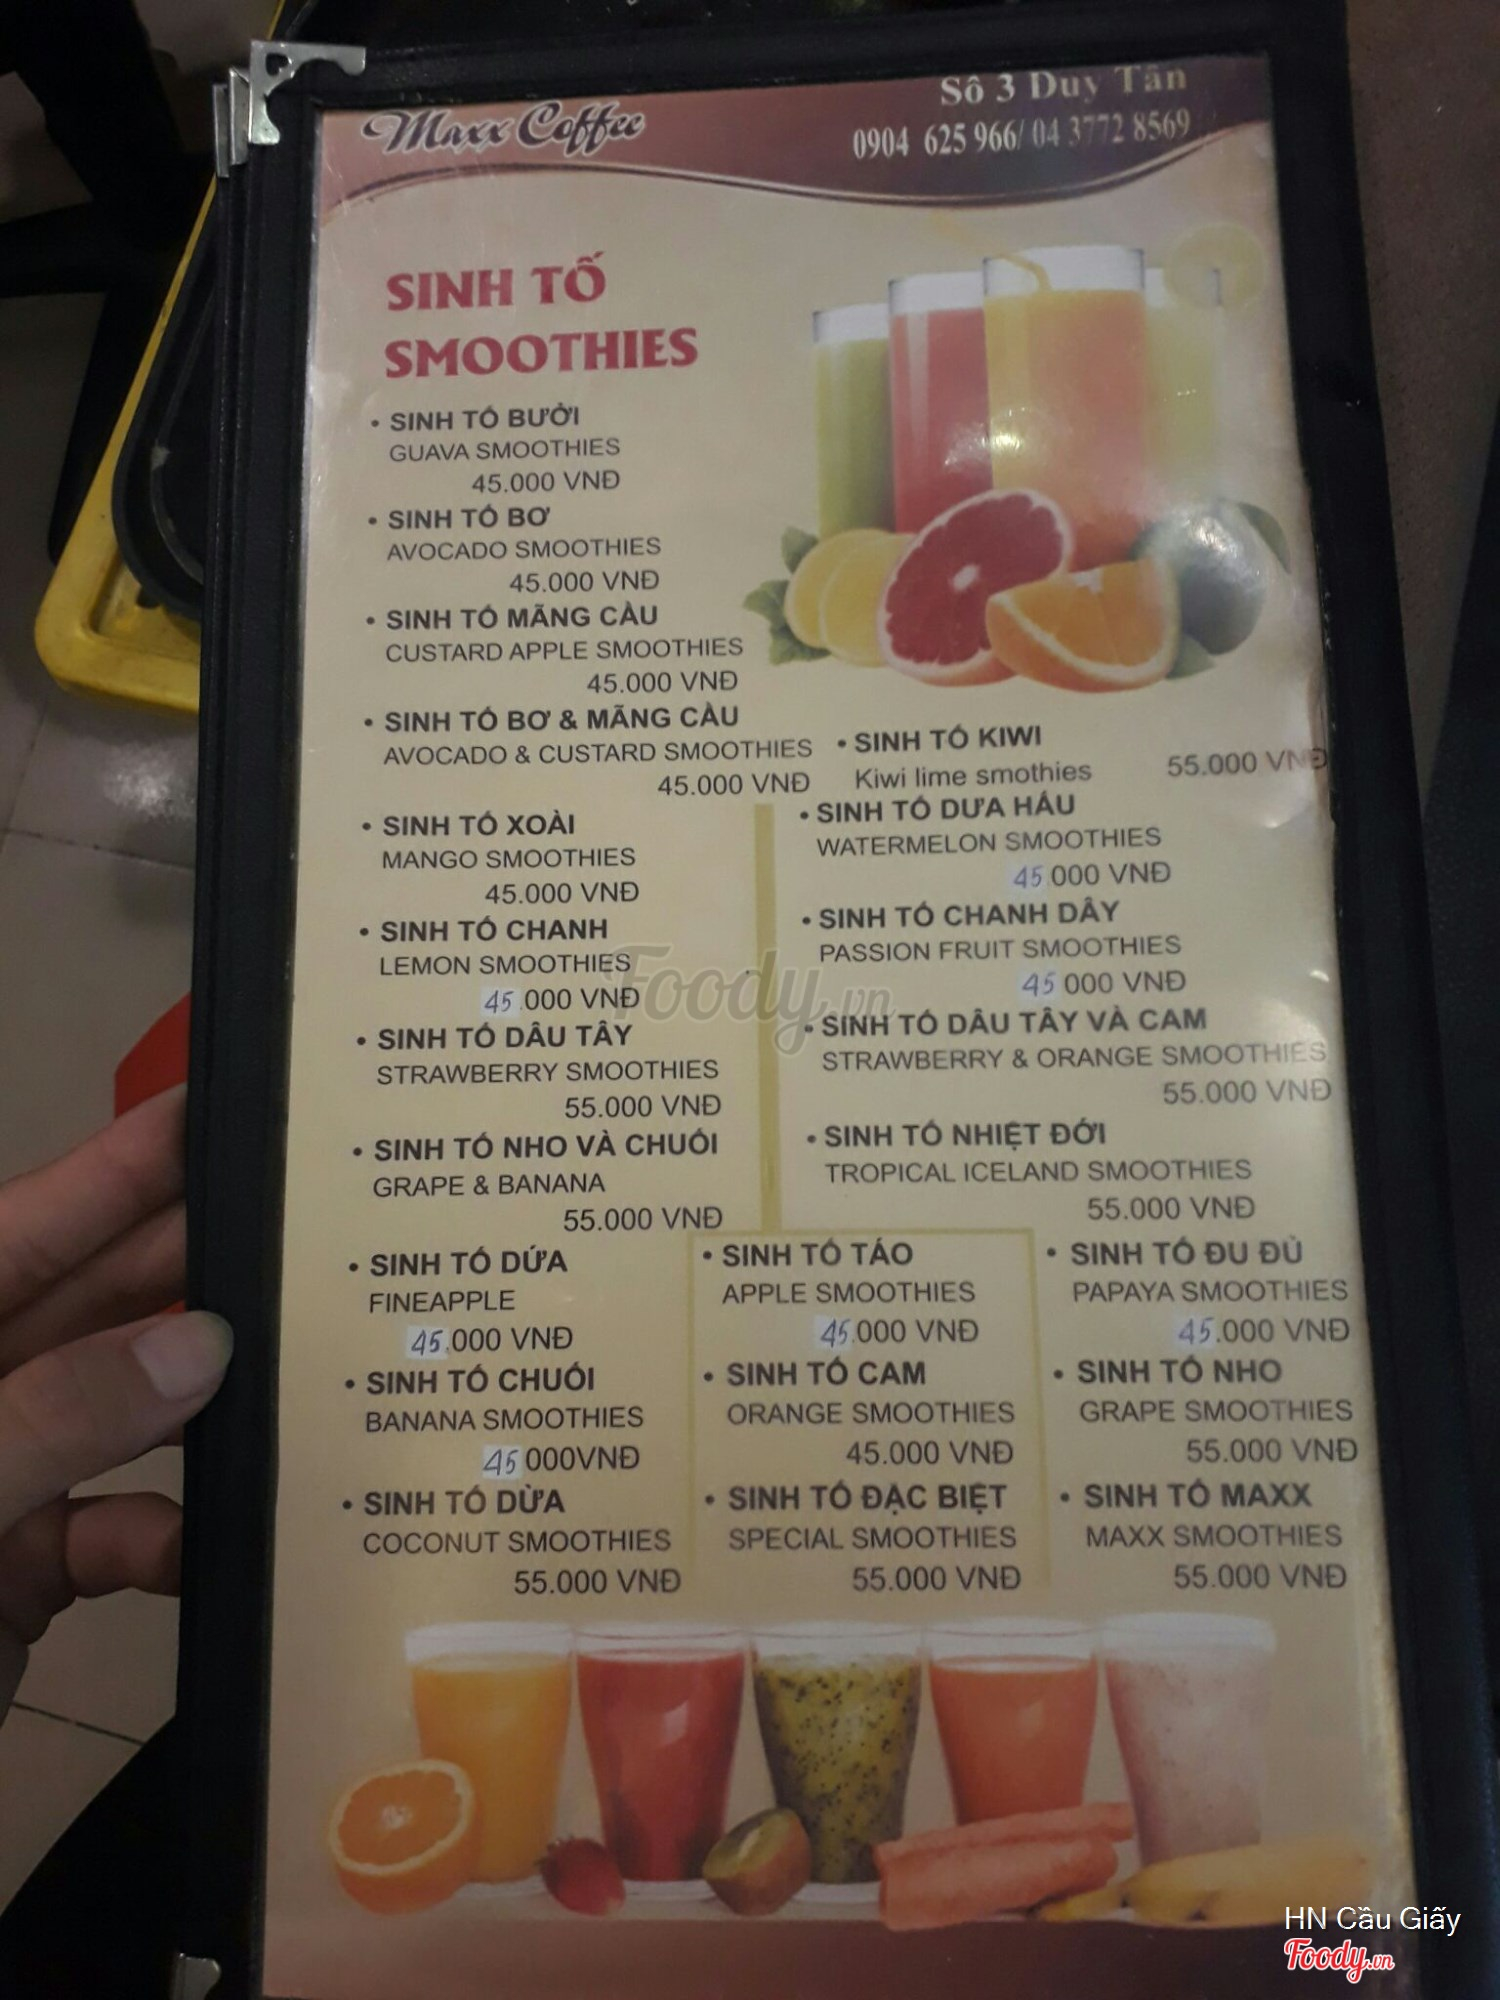 Maxx Coffee
Số 3 Duy Tân
0904 625 966/ 04 3772 8569
SINH TỐ
SMOOTHIES
• SINH TỐ BƯỞI
GUAVA SMOOTHIES
45.000 VNĐ
• SINH TỐ BƠ
AVOCADO SMOOTHIES
45.000 VNĐ
• SINH TỐ MÃNG CẦU
CUSTARD APPLE SMOOTHIES
45.000 VNĐ
• SINH TỐ BƠ & MÃNG CẦU
AVOCADO & CUSTARD SMOOTHIES
45.000 VNĐ
• SINH TỐ XOÀI
MANGO SMOOTHIES
45.000 VNĐ
• SINH TỐ CHANH
LEMON SMOOTHIES
45.000 VNĐ
• SINH TỐ DÂU TÂY
STRAWBERRY SMOOTHIES
55.000 VNĐ
• SINH TỐ NHO VÀ CHUỐI
GRAPE & BANANA
55.000 VNĐ
• SINH TỐ KIWI
Kiwi lime smothies 55.000 VNĐ
• SINH TỐ DƯA HẤU
WATERMELON SMOOTHIES
45 000 VNĐ
• SINH TỐ CHANH DÂY
PASSION FRUIT SMOOTHIES
45 000 VNĐ
• SINH TỐ DÂU TÂY VÀ CAM
STRAWBERRY & ORANGE SMOOTHIES
55.000 VNĐ
• SINH TỐ NHIỆT ĐỚI
TROPICAL ICELAND SMOOTHIES
55.000 VNĐ
• SINH TỐ DỨA
FINEAPPLE
45.000 VNĐ
• SINH TỐ CHUỐI
BANANA SMOOTHIES
45 000VNĐ
• SINH TỐ DỪA
COCONUT SMOOTHIES
55.000 VNĐ
• SINH TỐ TÁO
APPLE SMOOTHIES
45.000 VNĐ
• SINH TỐ CAM
ORANGE SMOOTHIES
45.000 VNĐ
• SINH TỐ ĐẶC BIỆT
SPECIAL SMOOTHIES
55.000 VNĐ
• SINH TỐ ĐU ĐỦ
PAPAYA SMOOTHIES
45.000 VNĐ
• SINH TỐ NHO
GRAPE SMOOTHIES
55.000 VNĐ
• SINH TỐ MAXX
MAXX SMOOTHIES
55.000 VNĐ
Foody.vn
HN Cầu Giấy
Foody.vn